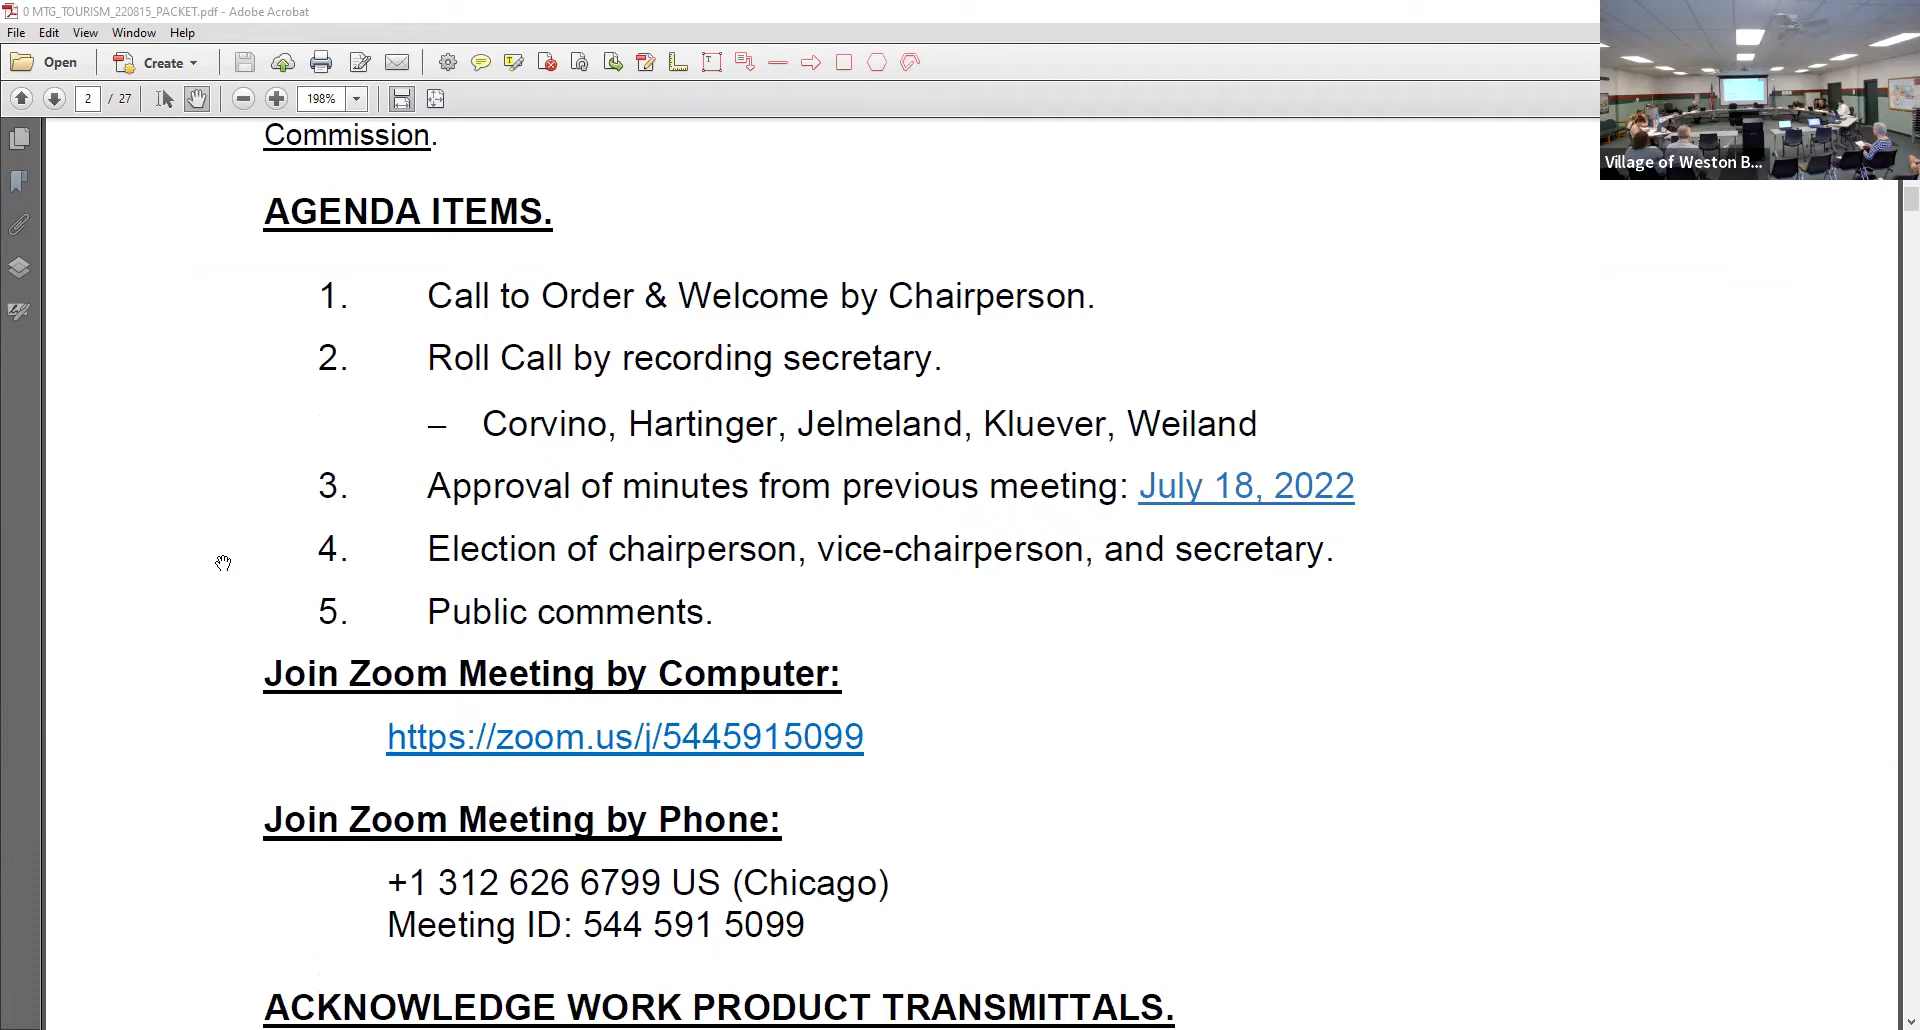 0 MTG_TOURISM_220815_PACKET.pdf - Adobe Acrobat
File Edit View Window Help
Open Create
2 / 27 198%
Village of Weston B...
Commission.
AGENDA ITEMS.
1. Call to Order & Welcome by Chairperson.
2. Roll Call by recording secretary.
– Corvino, Hartinger, Jelmeland, Kluever, Weiland
3. Approval of minutes from previous meeting: July 18, 2022
4. Election of chairperson, vice-chairperson, and secretary.
5. Public comments.
Join Zoom Meeting by Computer:
https://zoom.us/j/5445915099
Join Zoom Meeting by Phone:
+1 312 626 6799 US (Chicago)
Meeting ID: 544 591 5099
ACKNOWLEDGE WORK PRODUCT TRANSMITTALS.